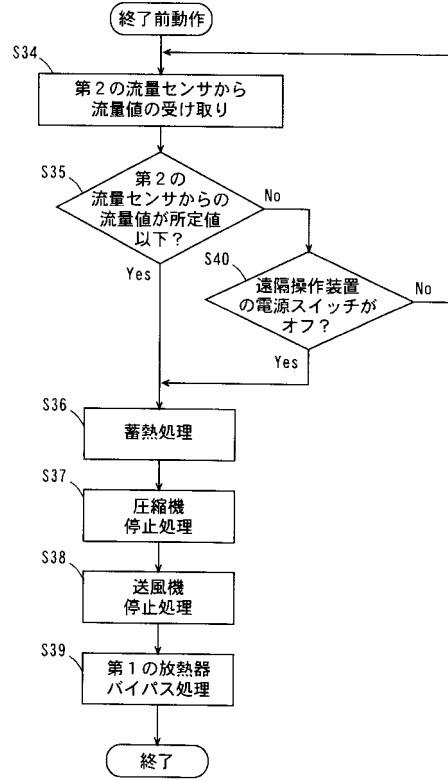 終了前動作
S34
第2の流量センサから
流量値の受け取り
S35
第2の
流量センサからの
流量値が所定値
以下?
No
Yes
S40
遠隔操作装置
の電源スイッチが
オフ?
No
Yes
S36
蓄熱処理
S37
圧縮機
停止処理
S38
送風機
停止処理
S39
第1の放熱器
バイパス処理
終了